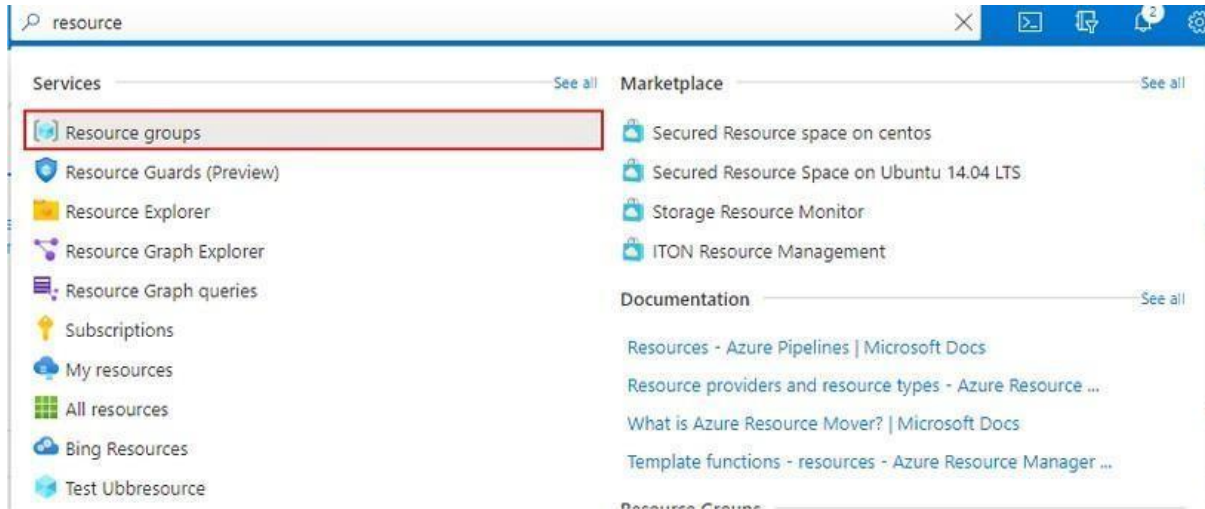 resource
2
Services
See all
Resource groups
Resource Guards (Preview)
Resource Explorer
Resource Graph Explorer
Resource Graph queries
Subscriptions
My resources
All resources
Bing Resources
Test Ubbresource
Marketplace
See all
Secured Resource space on centos
Secured Resource Space on Ubuntu 14.04 LTS
Storage Resource Monitor
ITON Resource Management
Documentation
See all
Resources - Azure Pipelines | Microsoft Docs
Resource providers and resource types - Azure Resource ...
What is Azure Resource Mover? | Microsoft Docs
Template functions - resources - Azure Resource Manager ...
Resource Groups